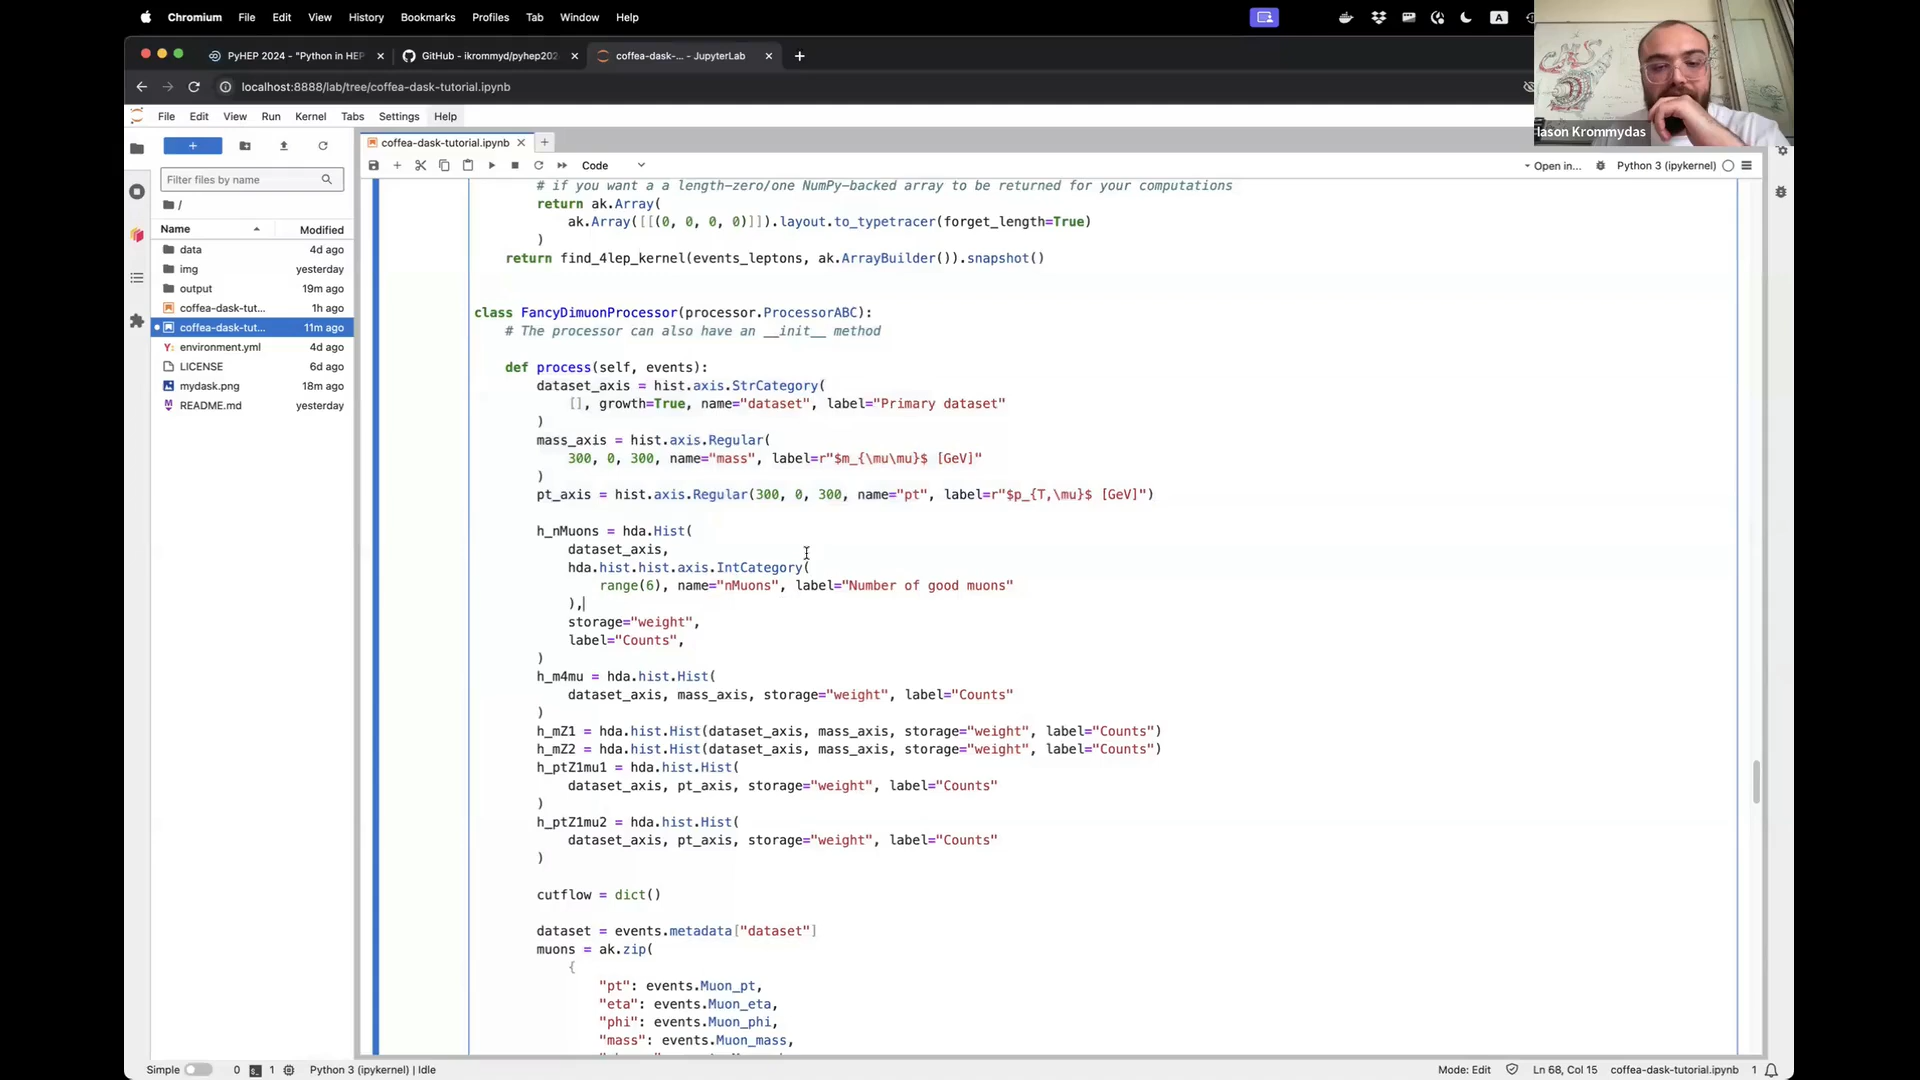 Chromium File Edit View History Bookmarks Profiles Tab Window Help A
PyHEP 2024 - "Python in HEP
GitHub - ikrommyd/pyhep202
coffea-dask-... - JupyterLab
localhost:8888/lab/tree/coffea-dask-tutorial.ipynb
Iason Krommydas
File Edit View Run Kernel Tabs Settings Help
coffea-dask-tutorial.ipynb
Code
Open in...
Python 3 (ipykernel)
Filter files by name
/
Name Modified
data 4d ago
img yesterday
output 19m ago
coffea-dask-tut... 1h ago
coffea-dask-tut... 11m ago
environment.yml 4d ago
LICENSE 6d ago
mydask.png 18m ago
README.md yesterday
# if you want a a length-zero/one NumPy-backed array to be returned for your computations
return ak.Array(
ak.Array([[(0, 0, 0, 0)]]).layout.to_typetracer(forget_length=True)
)
return find_4lep_kernel(events_leptons, ak.ArrayBuilder()).snapshot()
class FancyDimuonProcessor(processor.ProcessorABC):
# The processor can also have an __init__ method
def process(self, events):
dataset_axis = hist.axis.StrCategory(
[], growth=True, name="dataset", label="Primary dataset"
)
mass_axis = hist.axis.Regular(
300, 0, 300, name="mass", label=r"$m_{\mu\mu}$ [GeV]"
)
pt_axis = hist.axis.Regular(300, 0, 300, name="pt", label=r"$p_{T,\mu}$ [GeV]")
h_nMuons = hda.Hist(
dataset_axis,
hda.hist.hist.axis.IntCategory(
range(6), name="nMuons", label="Number of good muons"
),
storage="weight",
label="Counts",
)
h_m4mu = hda.hist.Hist(
dataset_axis, mass_axis, storage="weight", label="Counts"
)
h_mZ1 = hda.hist.Hist(dataset_axis, mass_axis, storage="weight", label="Counts")
h_mZ2 = hda.hist.Hist(dataset_axis, mass_axis, storage="weight", label="Counts")
h_ptZ1mu1 = hda.hist.Hist(
dataset_axis, pt_axis, storage="weight", label="Counts"
)
h_ptZ1mu2 = hda.hist.Hist(
dataset_axis, pt_axis, storage="weight", label="Counts"
)
cutflow = dict()
dataset = events.metadata["dataset"]
muons = ak.zip(
{
"pt": events.Muon_pt,
"eta": events.Muon_eta,
"phi": events.Muon_phi,
"mass": events.Muon_mass,
Simple 0 1 Python 3 (ipykernel) | Idle
Mode: Edit Ln 68, Col 15 coffea-dask-tutorial.ipynb 1